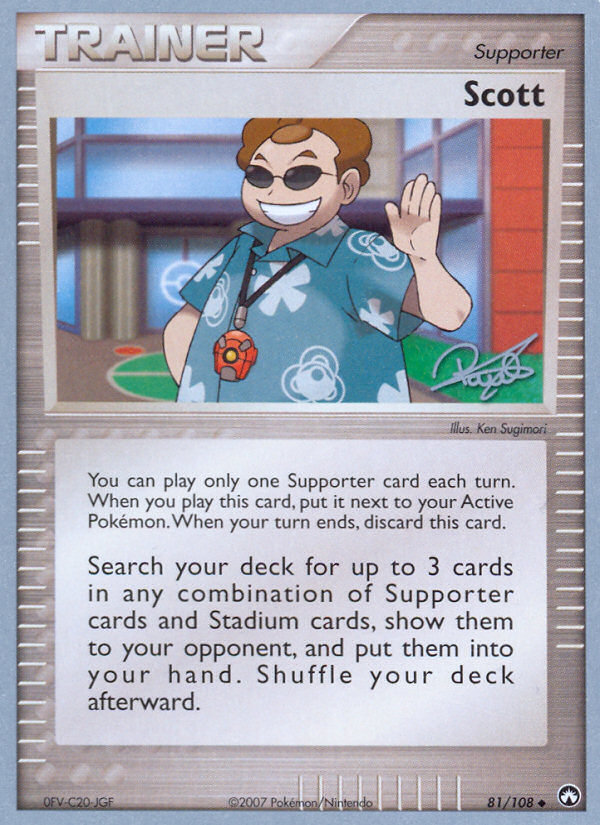 TRAINER
Supporter
Scott
Illus. Ken Sugimori
You can play only one Supporter card each turn.
When you play this card, put it next to your Active
Pokémon. When your turn ends, discard this card.
Search your deck for up to 3 cards
in any combination of Supporter
cards and Stadium cards, show them
to your opponent, and put them into
your hand. Shuffle your deck
afterward.
0FV-C20-JGF
©2007 Pokémon/Nintendo
81/108